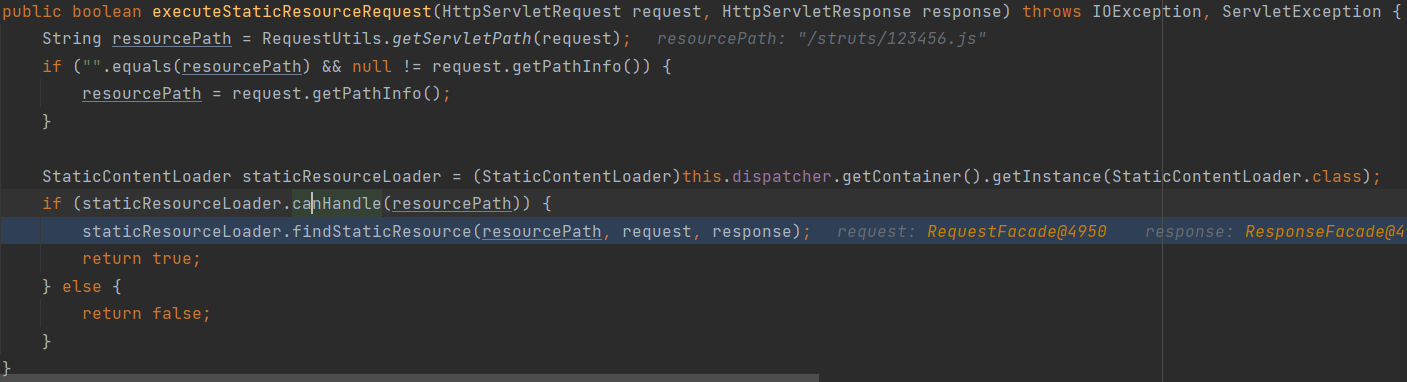 public boolean executeStaticResourceRequest(HttpServletRequest request, HttpServletResponse response) throws IOException, ServletException {
    String resourcePath = RequestUtils.getServletPath(request);   resourcePath: "/struts/123456.js"
    if ("".equals(resourcePath) && null != request.getPathInfo()) {
        resourcePath = request.getPathInfo();
    }
    StaticContentLoader staticResourceLoader = (StaticContentLoader)this.dispatcher.getContainer().getInstance(StaticContentLoader.class);
    if (staticResourceLoader.canHandle(resourcePath)) {
        staticResourceLoader.findStaticResource(resourcePath, request, response);   request: RequestFacade@4950   response: ResponseFacade@4
        return true;
    } else {
        return false;
    }
}